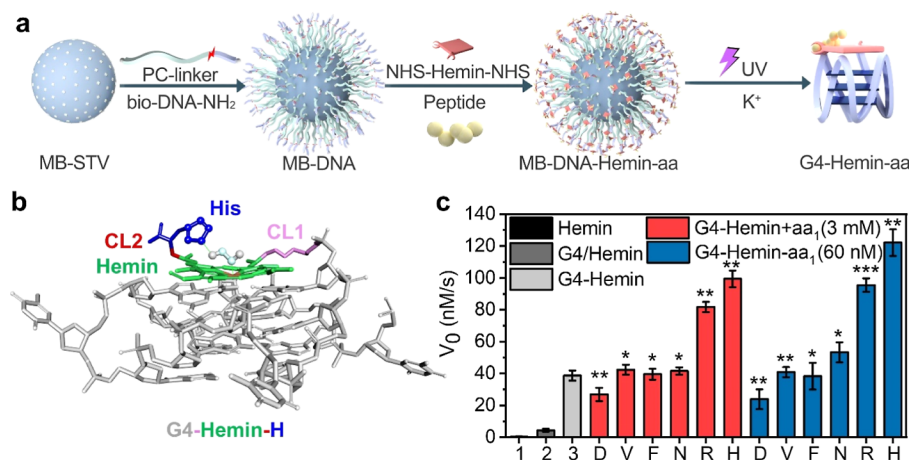 a
PC-linker
bio-DNA-NH₂
NHS-Hemin-NHS
Peptide
UV
K⁺
MB-STV
MB-DNA
MB-DNA-Hemin-aa
G4-Hemin-aa
b
His
CL2
CL1
Hemin
G4-Hemin-H
c
Hemin
G4/Hemin
G4-Hemin
G4-Hemin+aa₁(3 mM)
G4-Hemin-aa₁(60 nM)
V₀ (nM/s)
140
120
100
80
60
40
20
0
** * * * ** ** ** ** * * *** **
1 2 3 D V F N R H D V F N R H